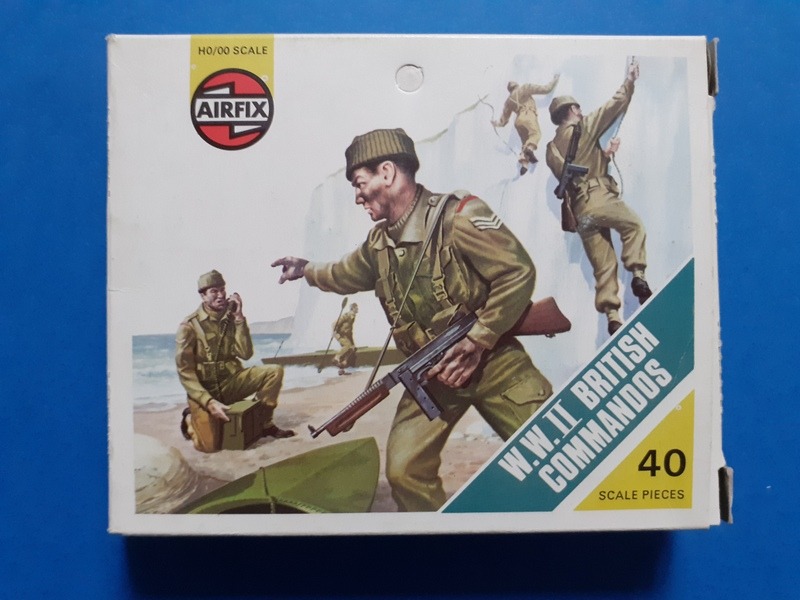 HO/OO SCALE
AIRFIX
W.W.II BRITISH
COMMANDOS
40
SCALE PIECES